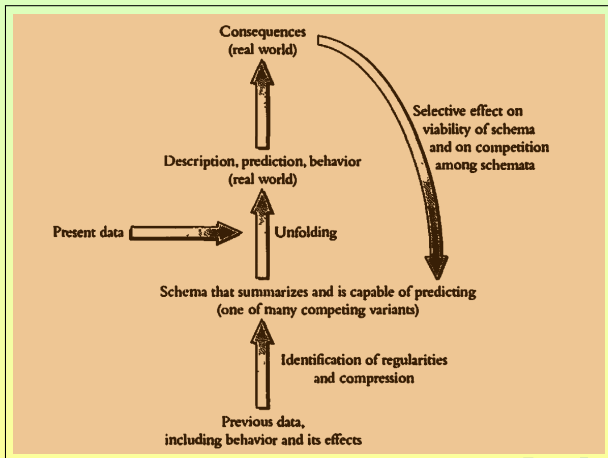 Consequences
(real world)
Selective effect on
viability of schema
and on competition
among schemata
Description, prediction, behavior
(real world)
Present data
Unfolding
Schema that summarizes and is capable of predicting
(one of many competing variants)
Identification of regularities
and compression
Previous data,
including behavior and its effects